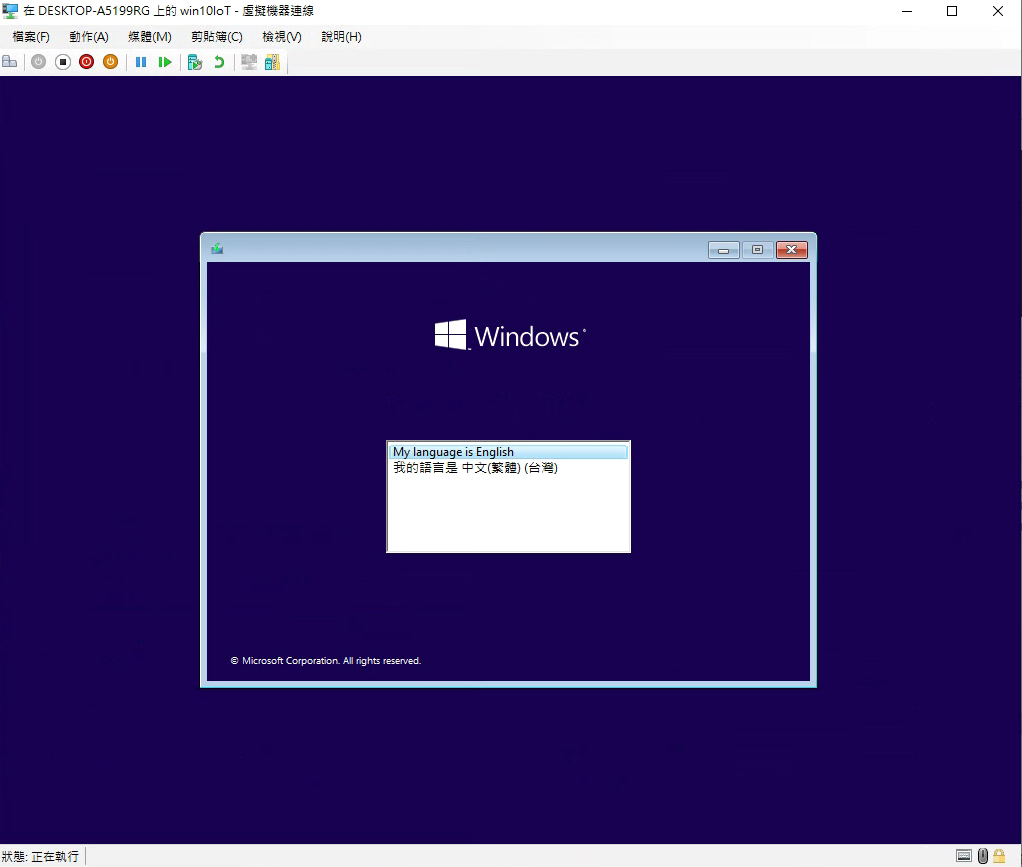 在 DESKTOP-A5199RG 上的 win10IoT - 虛擬機器連線
檔案(F) 動作(A) 媒體(M) 剪貼簿(C) 檢視(V) 說明(H)
Windows
My language is English
我的語言是 中文(繁體) (台灣)
© Microsoft Corporation. All rights reserved.
狀態: 正在執行